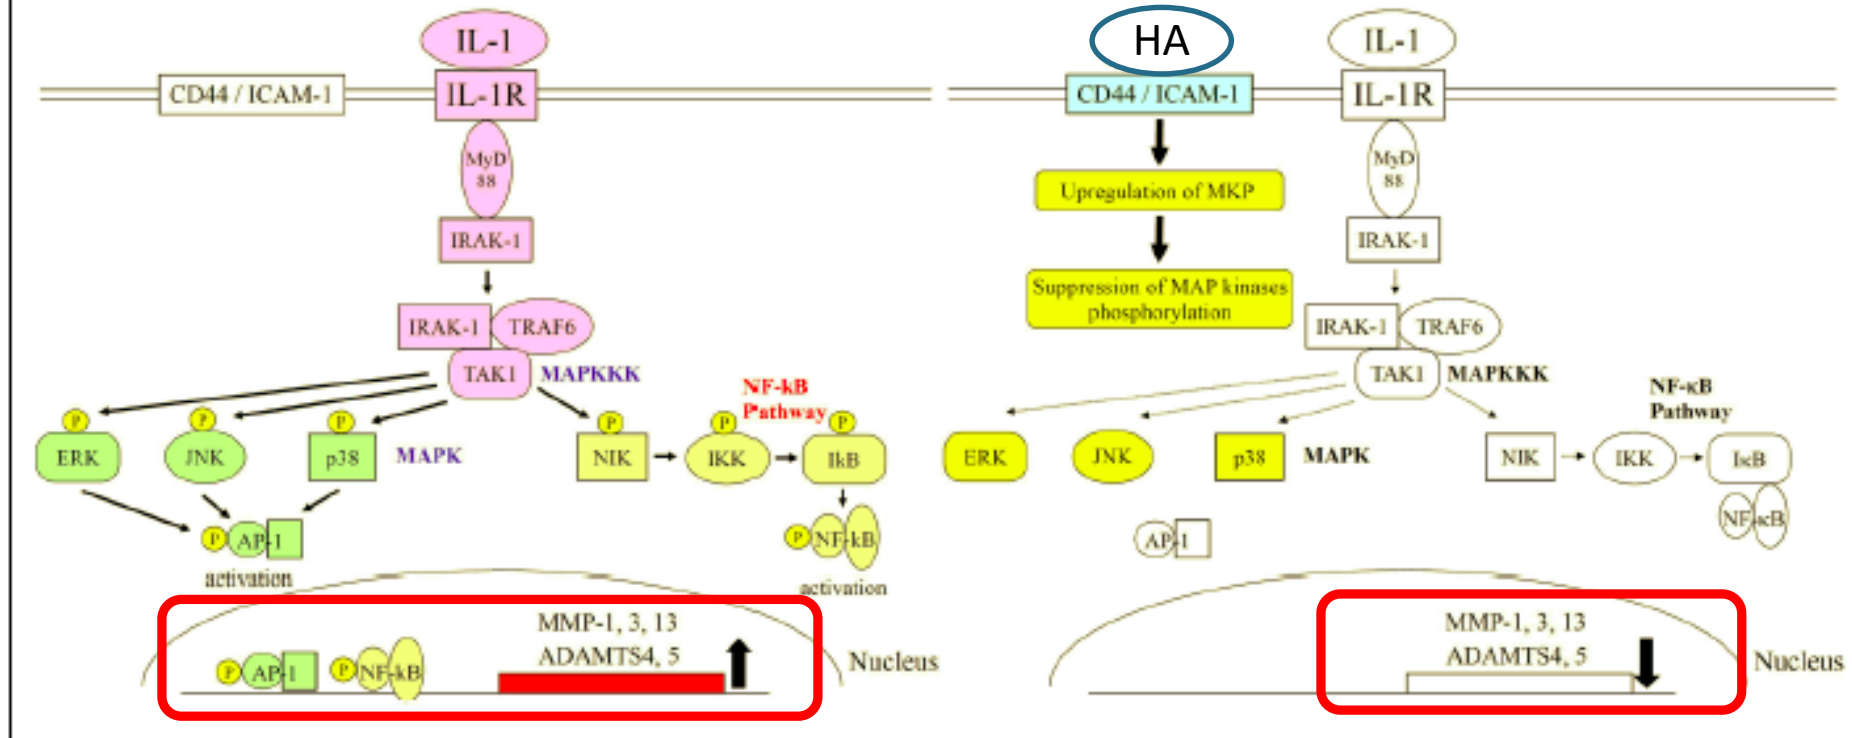 IL-1
CD44 / ICAM-1
IL-1R
MyD
88
IRAK-1
IRAK-1
TRAF6
TAK1
MAPKKK
NF-kB
Pathway
P
P
P
P
P
P
ERK
JNK
p38
MAPK
NIK
IKK
IkB
P
AP-1
activation
P
NF-kB
activation
MMP-1, 3, 13
ADAMTS4, 5
P
AP-1
P
NF-kB
Nucleus
HA
IL-1
CD44 / ICAM-1
IL-1R
Upregulation of MKP
Suppression of MAP kinases
phosphorylation
MyD
88
IRAK-1
IRAK-1
TRAF6
TAK1
MAPKKK
NF-κB
Pathway
ERK
JNK
p38
MAPK
NIK
IKK
IκB
NF-κB
AP-1
MMP-1, 3, 13
ADAMTS4, 5
Nucleus